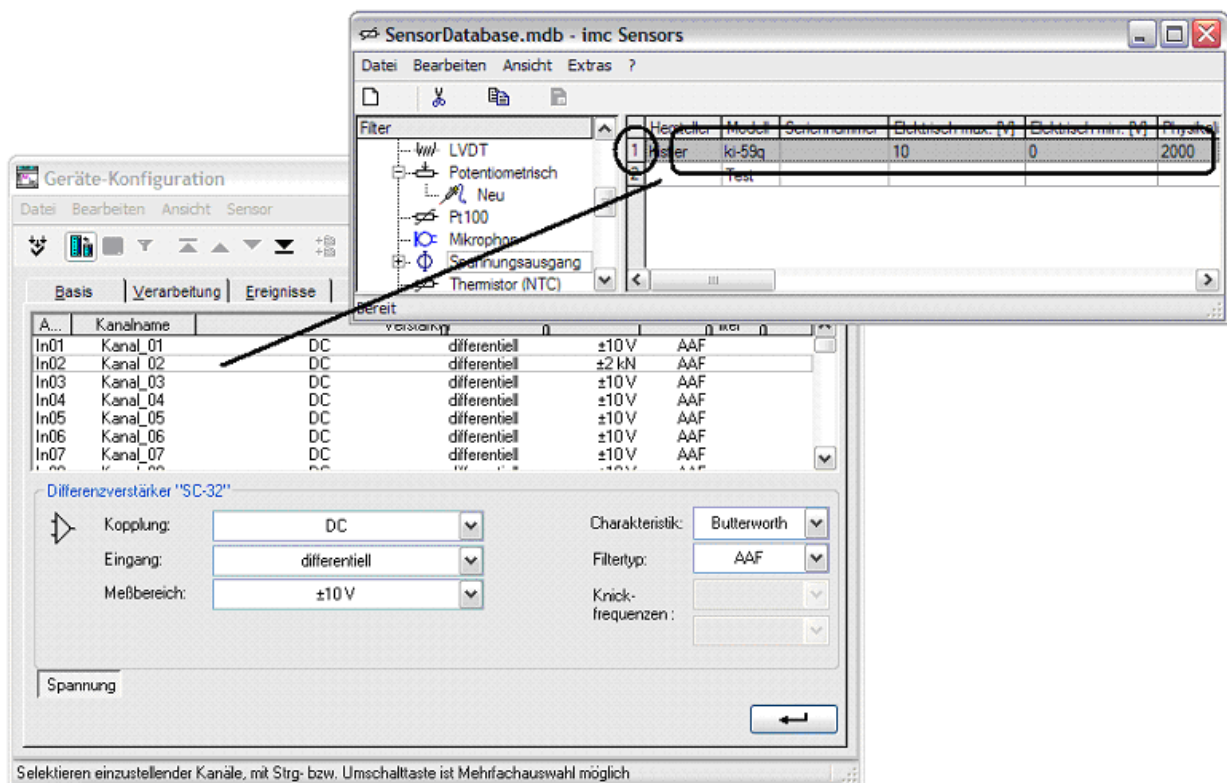 SensorDatabase.mdb - imc Sensors
Datei Bearbeiten Ansicht Extras ?
Filter
LVDT
Potentiometrisch
Neu
Pt100
Mikrophon
Spannungsausgang
Thermistor (NTC)
Hersteller Modell Seriennummer Elektrisch max. [V] Elektrisch min. [V]
1 Kistler ki-59q 10 0 2000
2 Test
Bereit
Geräte-Konfiguration
Datei Bearbeiten Ansicht Sensor
Basis Verarbeitung Ereignisse
A... Kanalname
In01 Kanal_01 DC differentiell ±10 V AAF
In02 Kanal_02 DC differentiell ±2 kN AAF
In03 Kanal_03 DC differentiell ±10 V AAF
In04 Kanal_04 DC differentiell ±10 V AAF
In05 Kanal_05 DC differentiell ±10 V AAF
In06 Kanal_06 DC differentiell ±10 V AAF
In07 Kanal_07 DC differentiell ±10 V AAF
Differenzverstärker "SC-32"
Kopplung: DC
Eingang: differentiell
Meßbereich: ±10 V
Charakteristik: Butterworth
Filtertyp: AAF
Knick-
frequenzen :
Spannung
Selektieren einzustellender Kanäle, mit Strg- bzw. Umschalttaste ist Mehrfachauswahl möglich